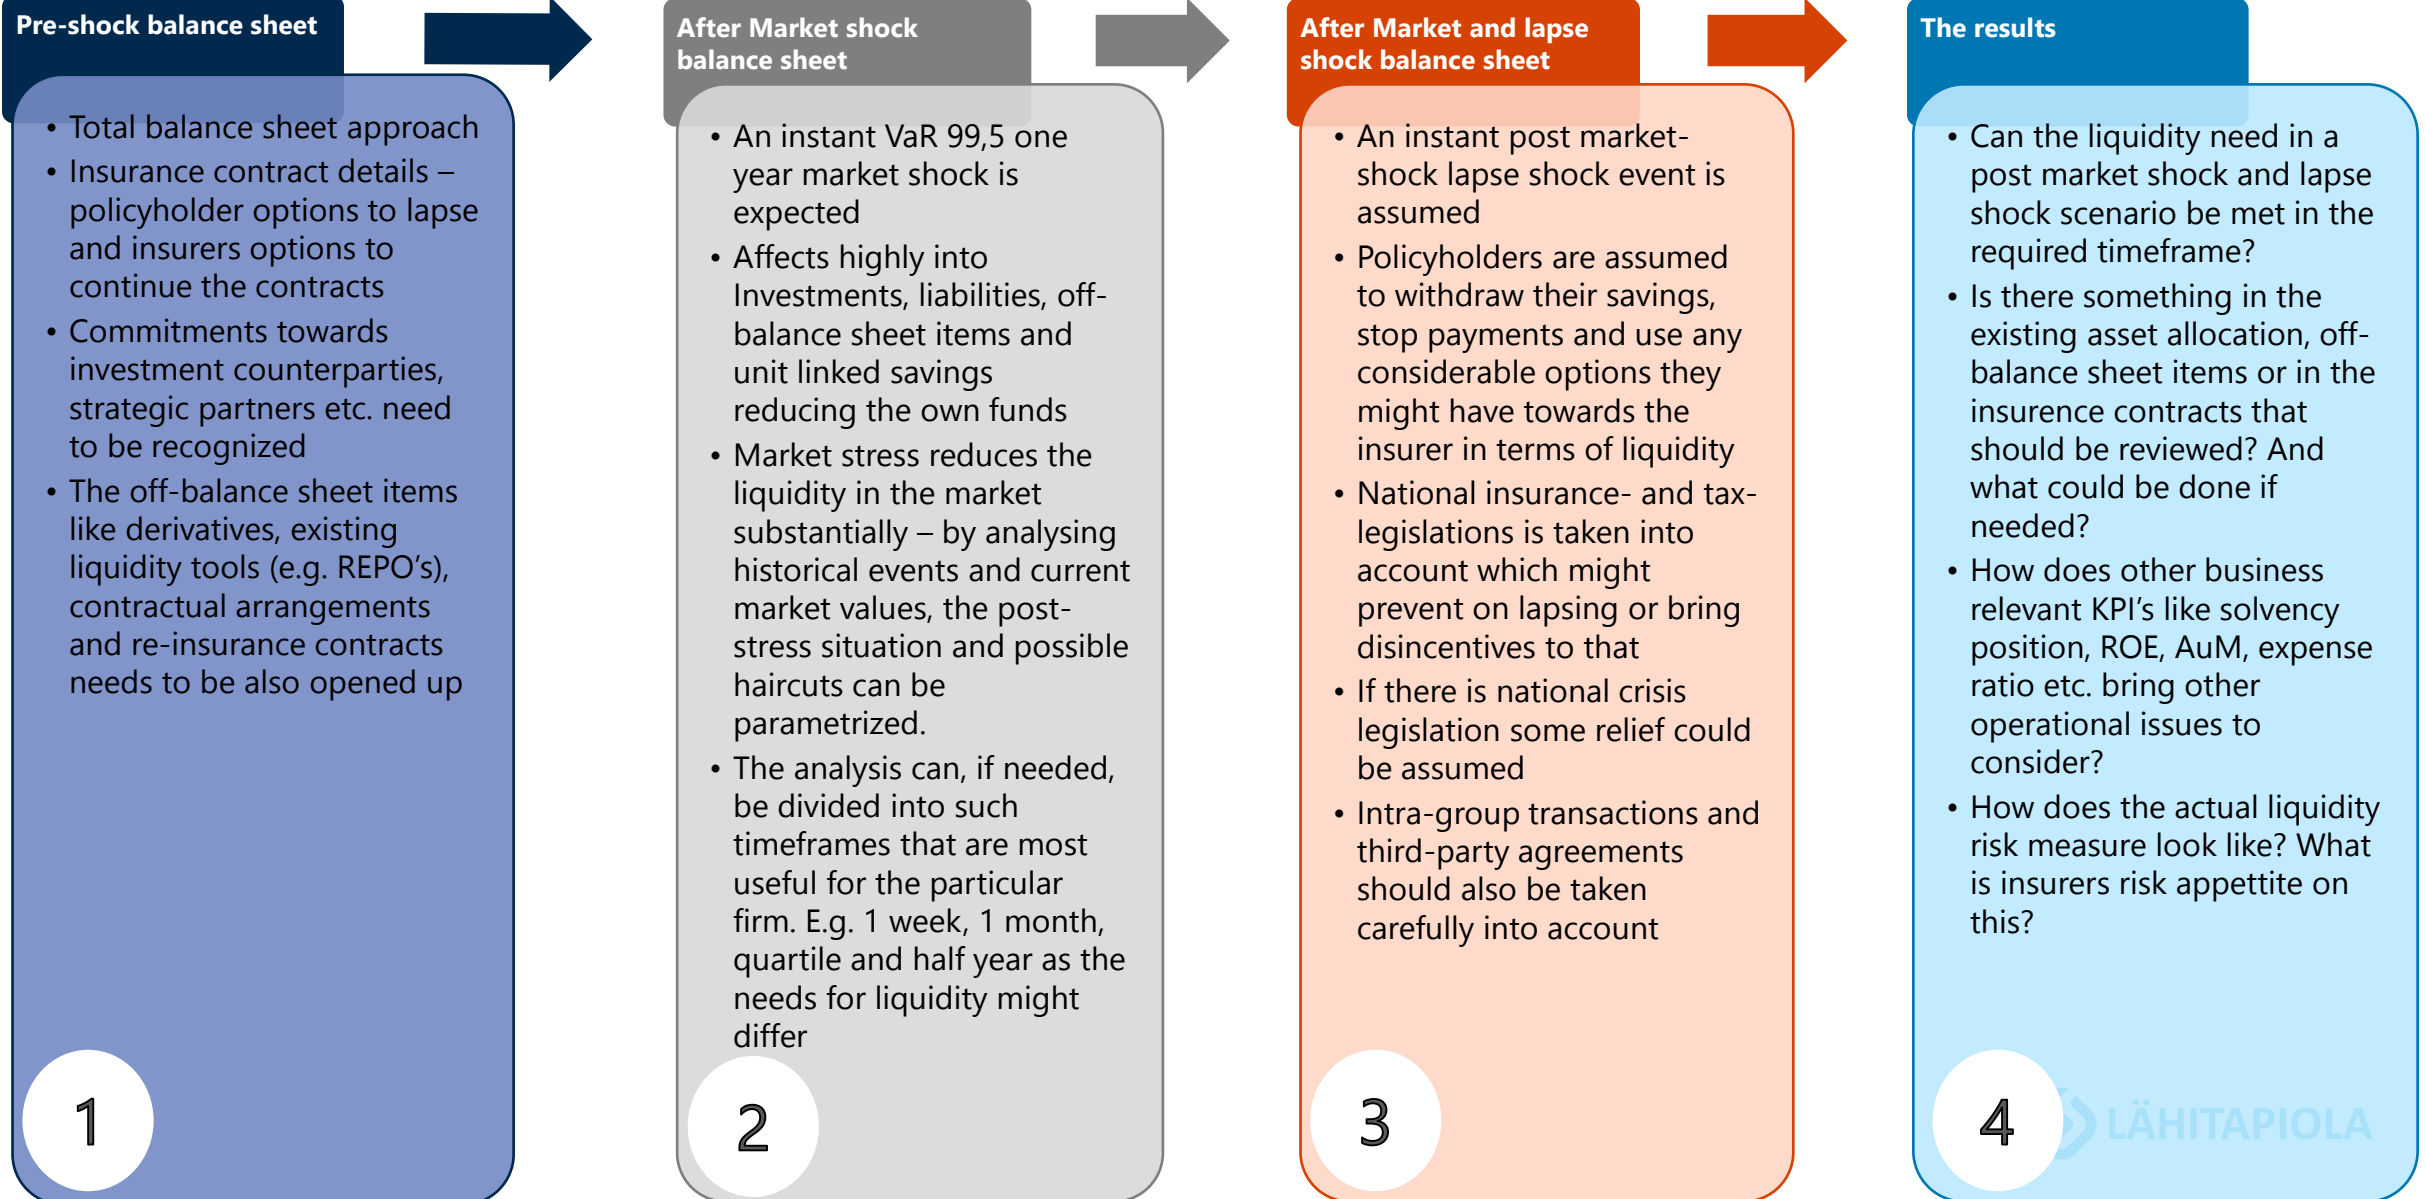 Pre-shock balance sheet
• Total balance sheet approach
• Insurance contract details –
policyholder options to lapse
and insurers options to
continue the contracts
• Commitments towards
investment counterparties,
strategic partners etc. need
to be recognized
• The off-balance sheet items
like derivatives, existing
liquidity tools (e.g. REPO’s),
contractual arrangements
and re-insurance contracts
needs to be also opened up
1
After Market shock
balance sheet
• An instant VaR 99,5 one
year market shock is
expected
• Affects highly into
Investments, liabilities, off-
balance sheet items and
unit linked savings
reducing the own funds
• Market stress reduces the
liquidity in the market
substantially – by analysing
historical events and current
market values, the post-
stress situation and possible
haircuts can be
parametrized.
• The analysis can, if needed,
be divided into such
timeframes that are most
useful for the particular
firm. E.g. 1 week, 1 month,
quartile and half year as the
needs for liquidity might
differ
2
After Market and lapse
shock balance sheet
• An instant post market-
shock lapse shock event is
assumed
• Policyholders are assumed
to withdraw their savings,
stop payments and use any
considerable options they
might have towards the
insurer in terms of liquidity
• National insurance- and tax-
legislations is taken into
account which might
prevent on lapsing or bring
disincentives to that
• If there is national crisis
legislation some relief could
be assumed
• Intra-group transactions and
third-party agreements
should also be taken
carefully into account
3
The results
• Can the liquidity need in a
post market shock and lapse
shock scenario be met in the
required timeframe?
• Is there something in the
existing asset allocation, off-
balance sheet items or in the
insurence contracts that
should be reviewed? And
what could be done if
needed?
• How does other business
relevant KPI’s like solvency
position, ROE, AuM, expense
ratio etc. bring other
operational issues to
consider?
• How does the actual liquidity
risk measure look like? What
is insurers risk appettite on
this?
4
LÄHITAPIOLA